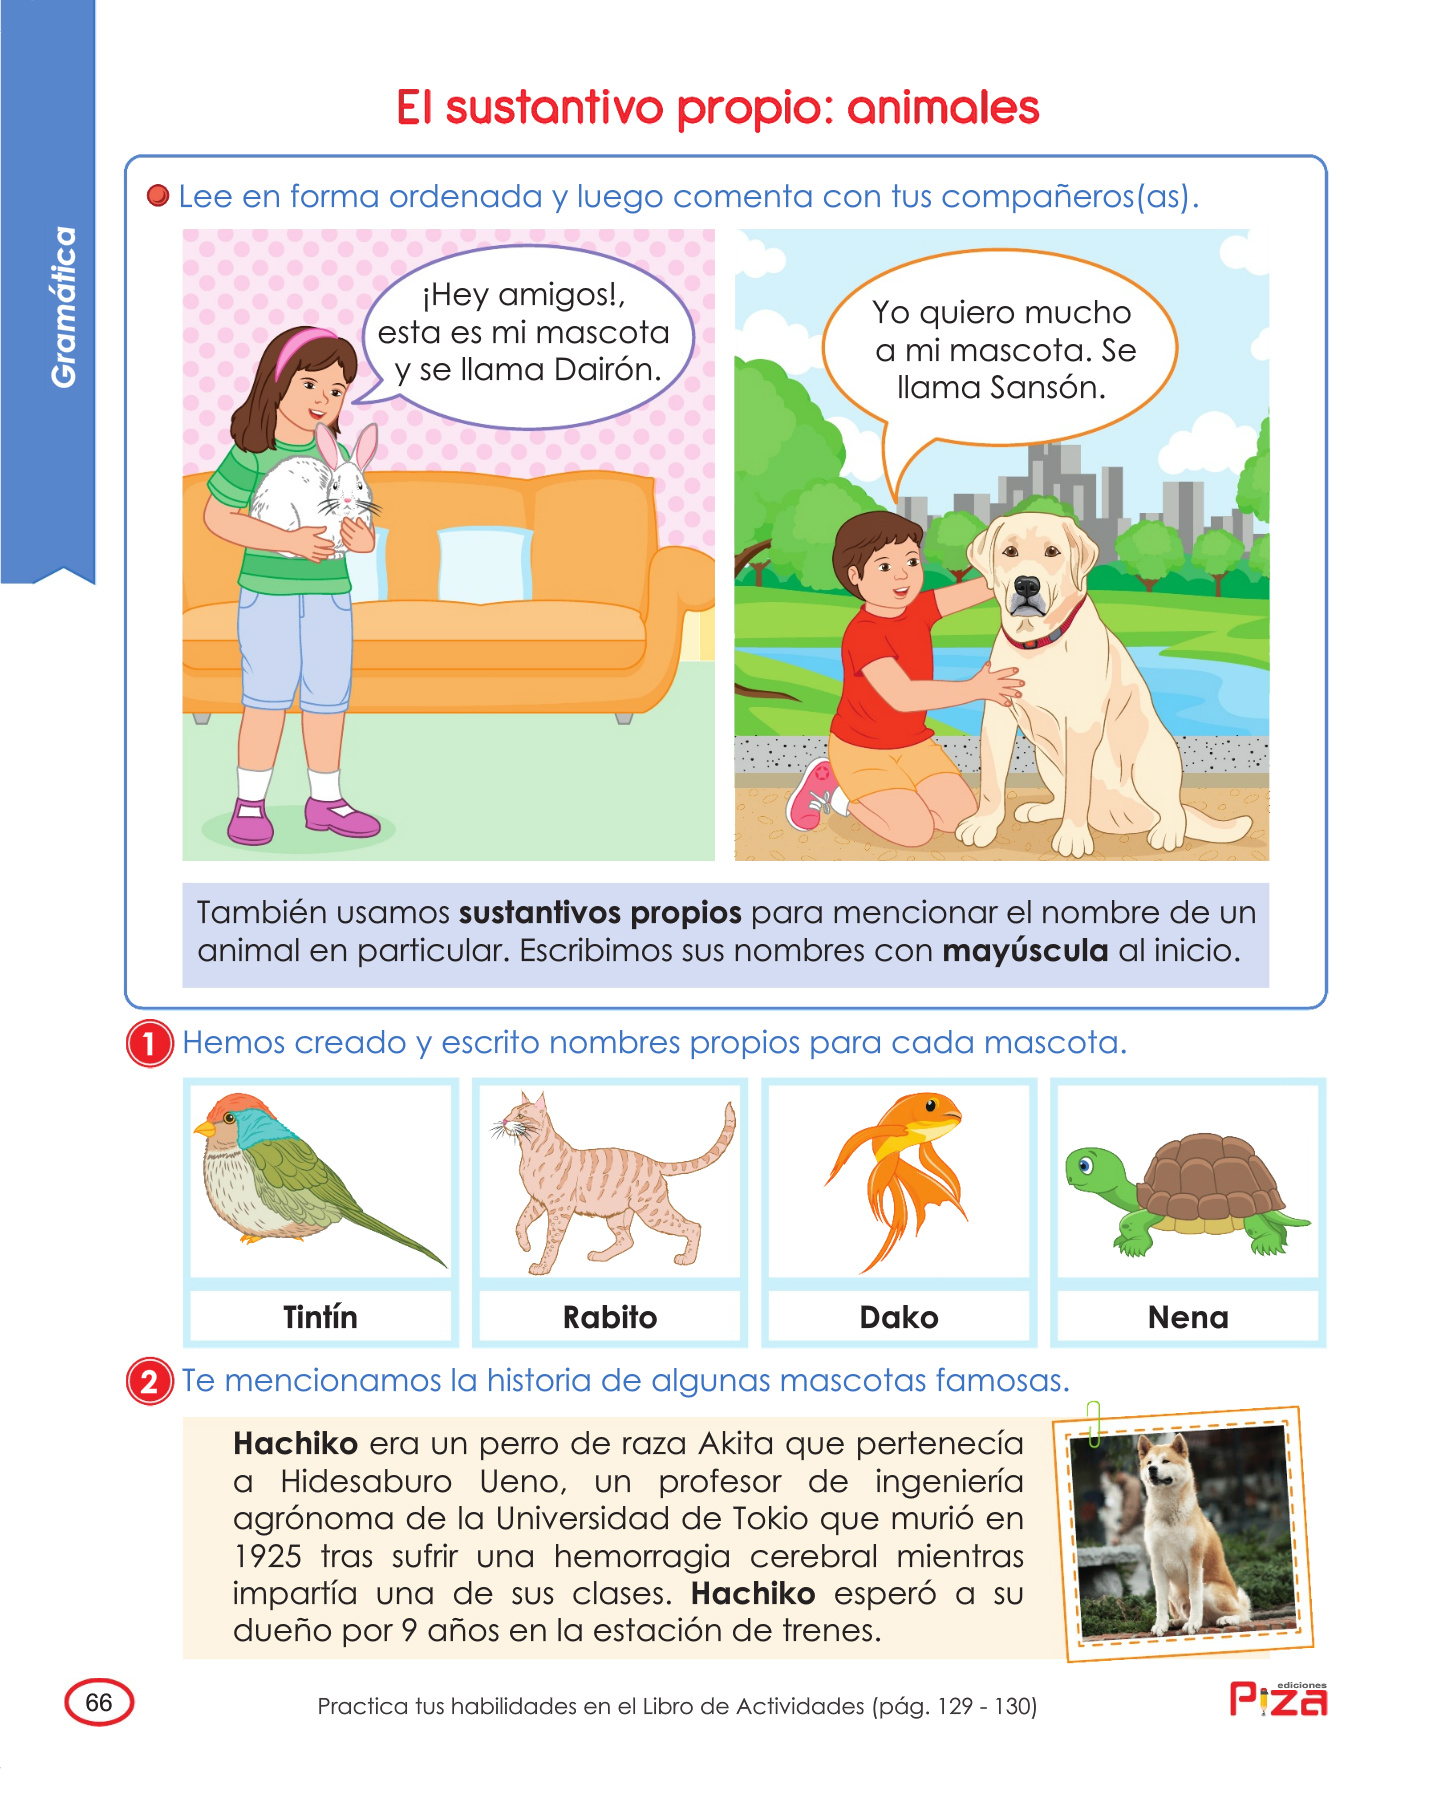 Gramática
El sustantivo propio: animales
Lee en forma ordenada y luego comenta con tus compañeros(as).
¡Hey amigos!,
esta es mi mascota
y se llama Dairón.
Yo quiero mucho
a mi mascota. Se
llama Sansón.
También usamos sustantivos propios para mencionar el nombre de un
animal en particular. Escribimos sus nombres con mayúscula al inicio.
1 Hemos creado y escrito nombres propios para cada mascota.
Tintín
Rabito
Dako
Nena
2 Te mencionamos la historia de algunas mascotas famosas.
Hachiko era un perro de raza Akita que pertenecía
a Hidesaburo Ueno, un profesor de ingeniería
agrónoma de la Universidad de Tokio que murió en
1925 tras sufrir una hemorragia cerebral mientras
impartía una de sus clases. Hachiko esperó a su
dueño por 9 años en la estación de trenes.
66
Practica tus habilidades en el Libro de Actividades (pág. 129 - 130)
ediciones
Piza